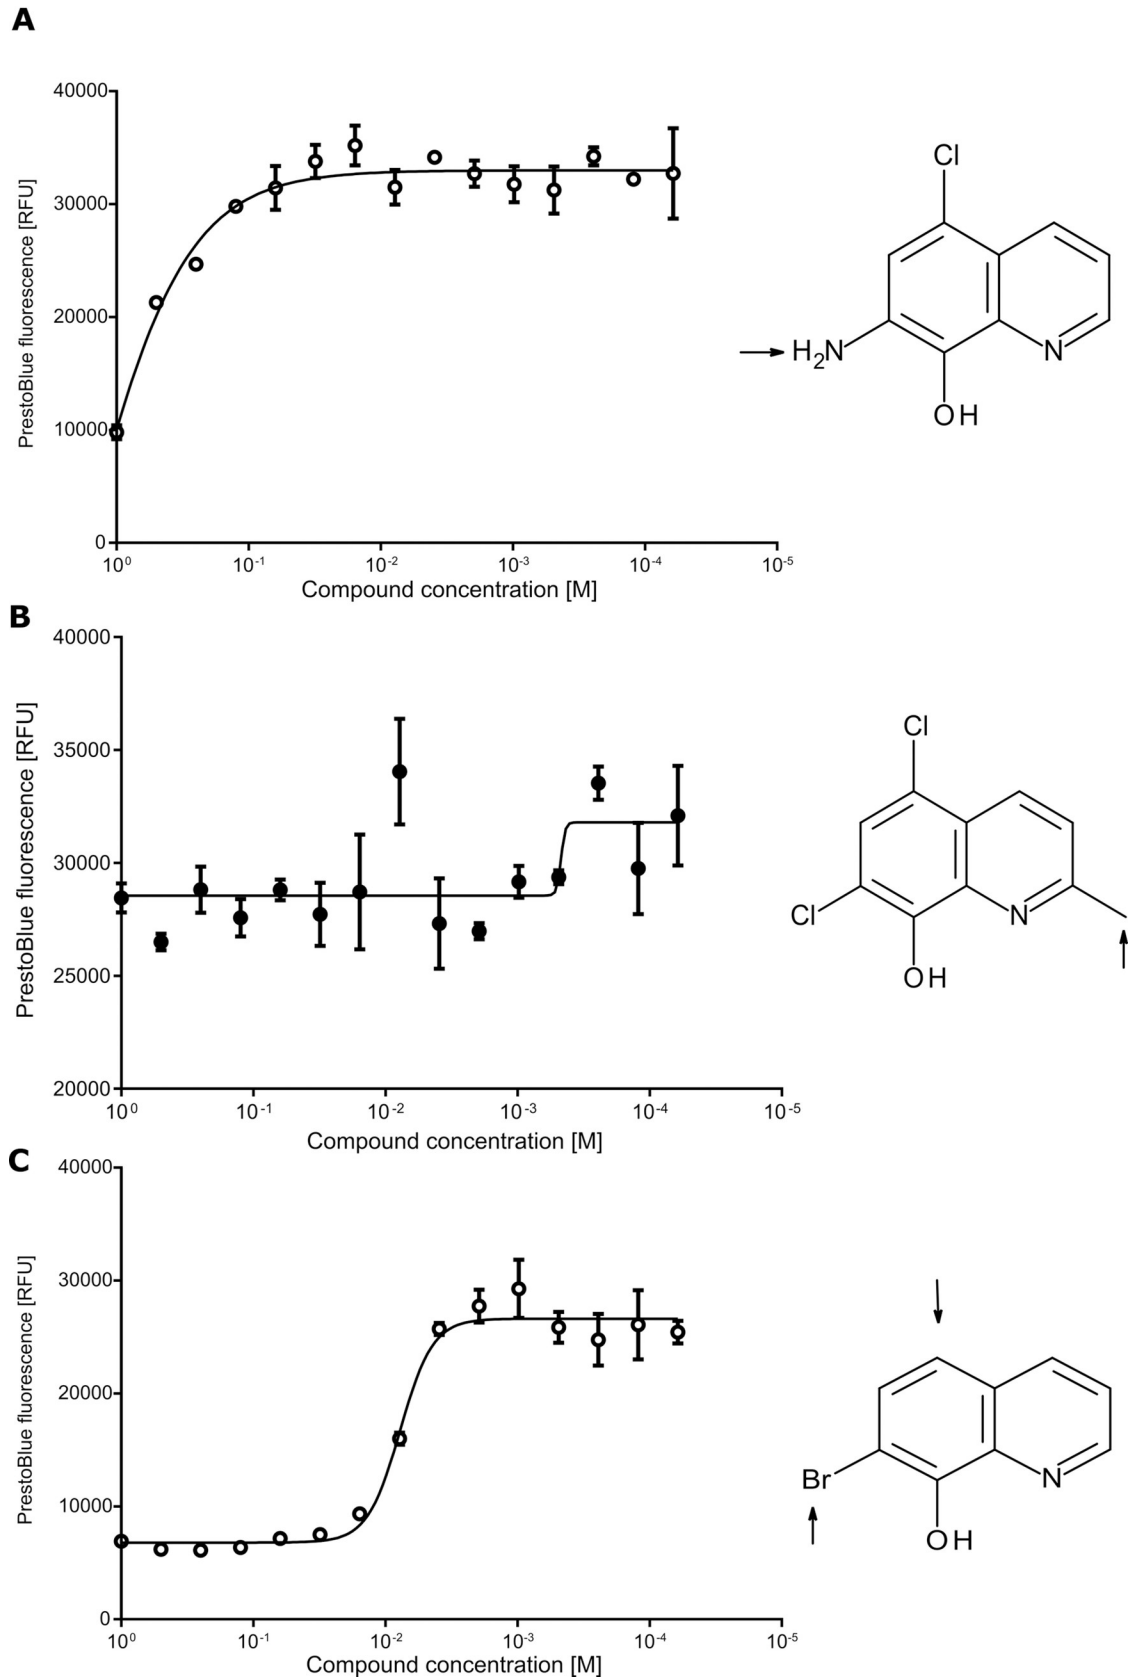 A
PrestoBlue fluorescence [RFU]
40000
30000
20000
10000
0
10⁰ 10⁻¹ 10⁻² 10⁻³ 10⁻⁴ 10⁻⁵
Compound concentration [M]
Cl
H₂N
N
OH
B
PrestoBlue fluorescence [RFU]
40000
35000
30000
25000
20000
10⁰ 10⁻¹ 10⁻² 10⁻³ 10⁻⁴ 10⁻⁵
Compound concentration [M]
Cl
Cl
N
OH
C
PrestoBlue fluorescence [RFU]
40000
30000
20000
10000
0
10⁰ 10⁻¹ 10⁻² 10⁻³ 10⁻⁴ 10⁻⁵
Compound concentration [M]
Br
N
OH